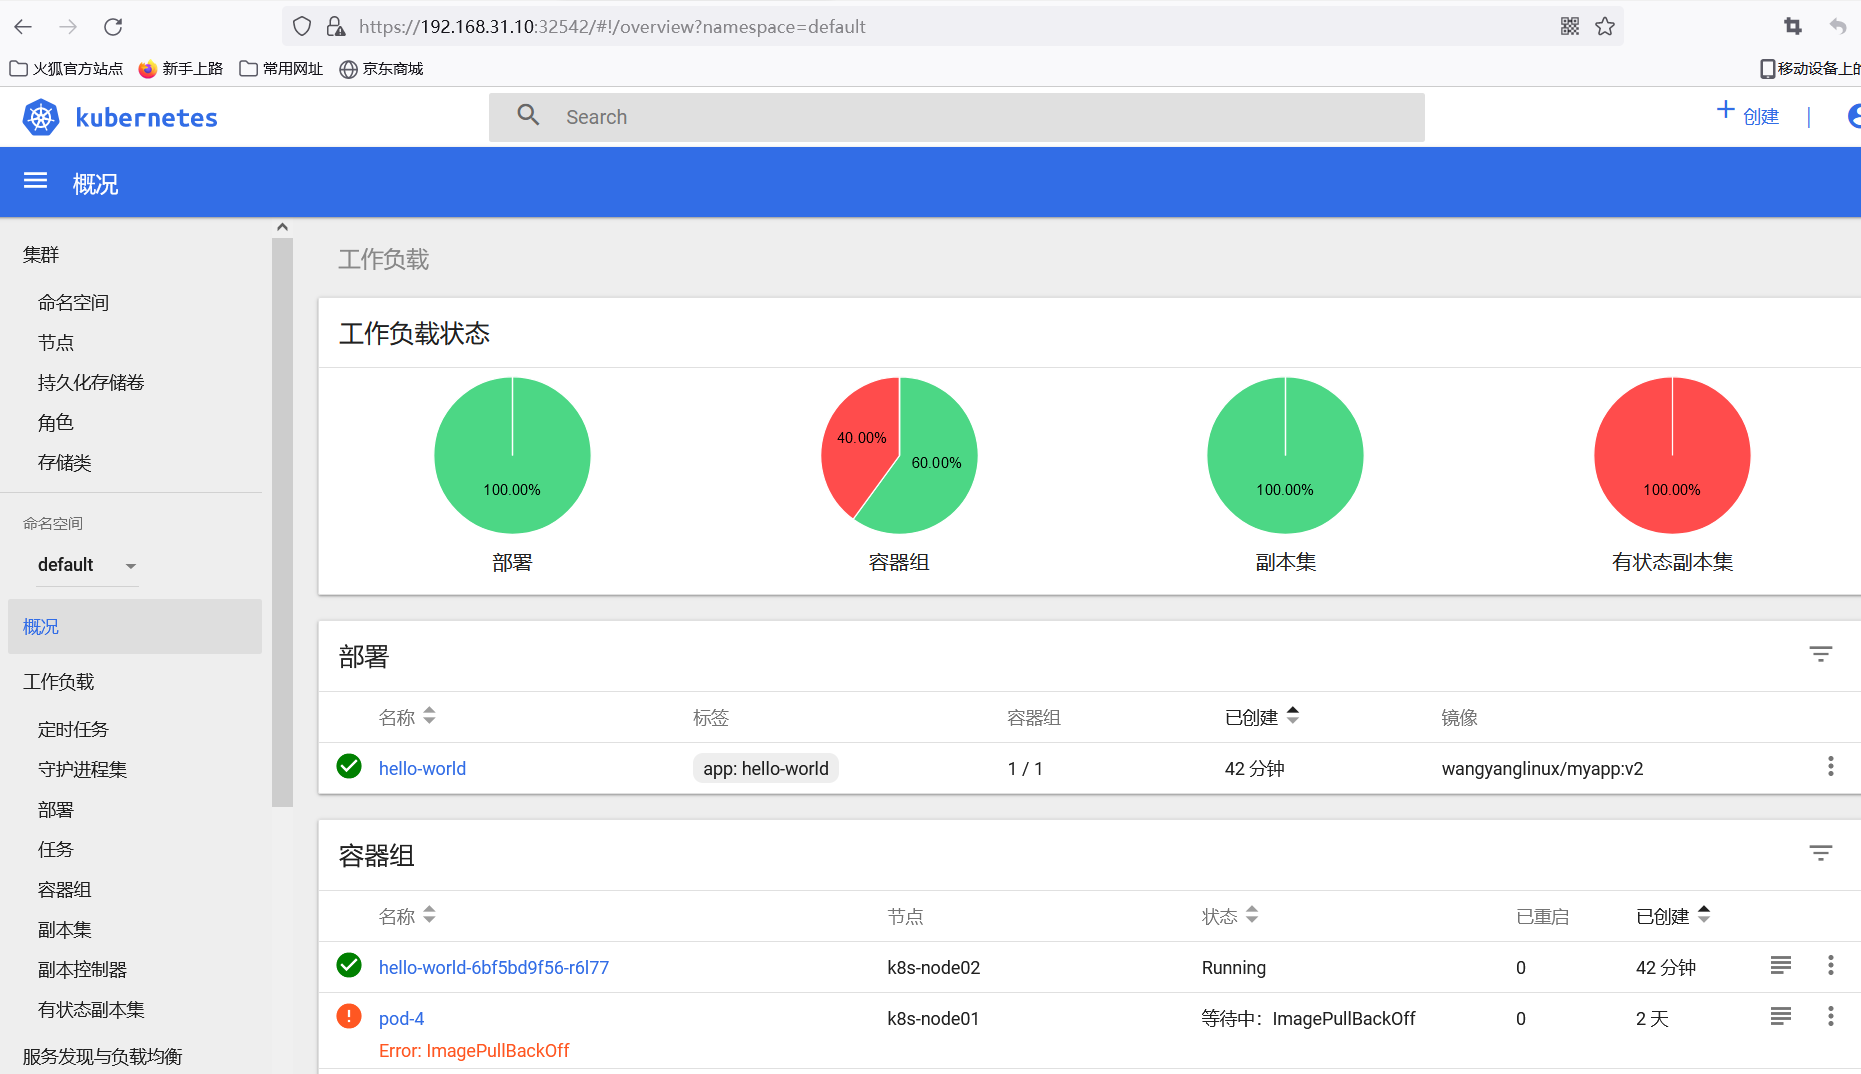 https://192.168.31.10:32542/#!/overview?namespace=default
火狐官方站点 新手上路 常用网址 京东商城 移动设备上的
kubernetes Search + 创建 |
概况
集群
命名空间
节点
持久化存储卷
角色
存储类
命名空间
default
概况
工作负载
定时任务
守护进程集
部署
任务
容器组
副本集
副本控制器
有状态副本集
服务发现与负载均衡
工作负载
工作负载状态
100.00% 40.00% 60.00% 100.00% 100.00%
部署 容器组 副本集 有状态副本集
部署
名称 标签 容器组 已创建 镜像
hello-world app: hello-world 1 / 1 42 分钟 wangyanglinux/myapp:v2
容器组
名称 节点 状态 已重启 已创建
hello-world-6bf5bd9f56-r6l77 k8s-node02 Running 0 42 分钟
pod-4 k8s-node01 等待中: ImagePullBackOff 0 2 天
Error: ImagePullBackOff